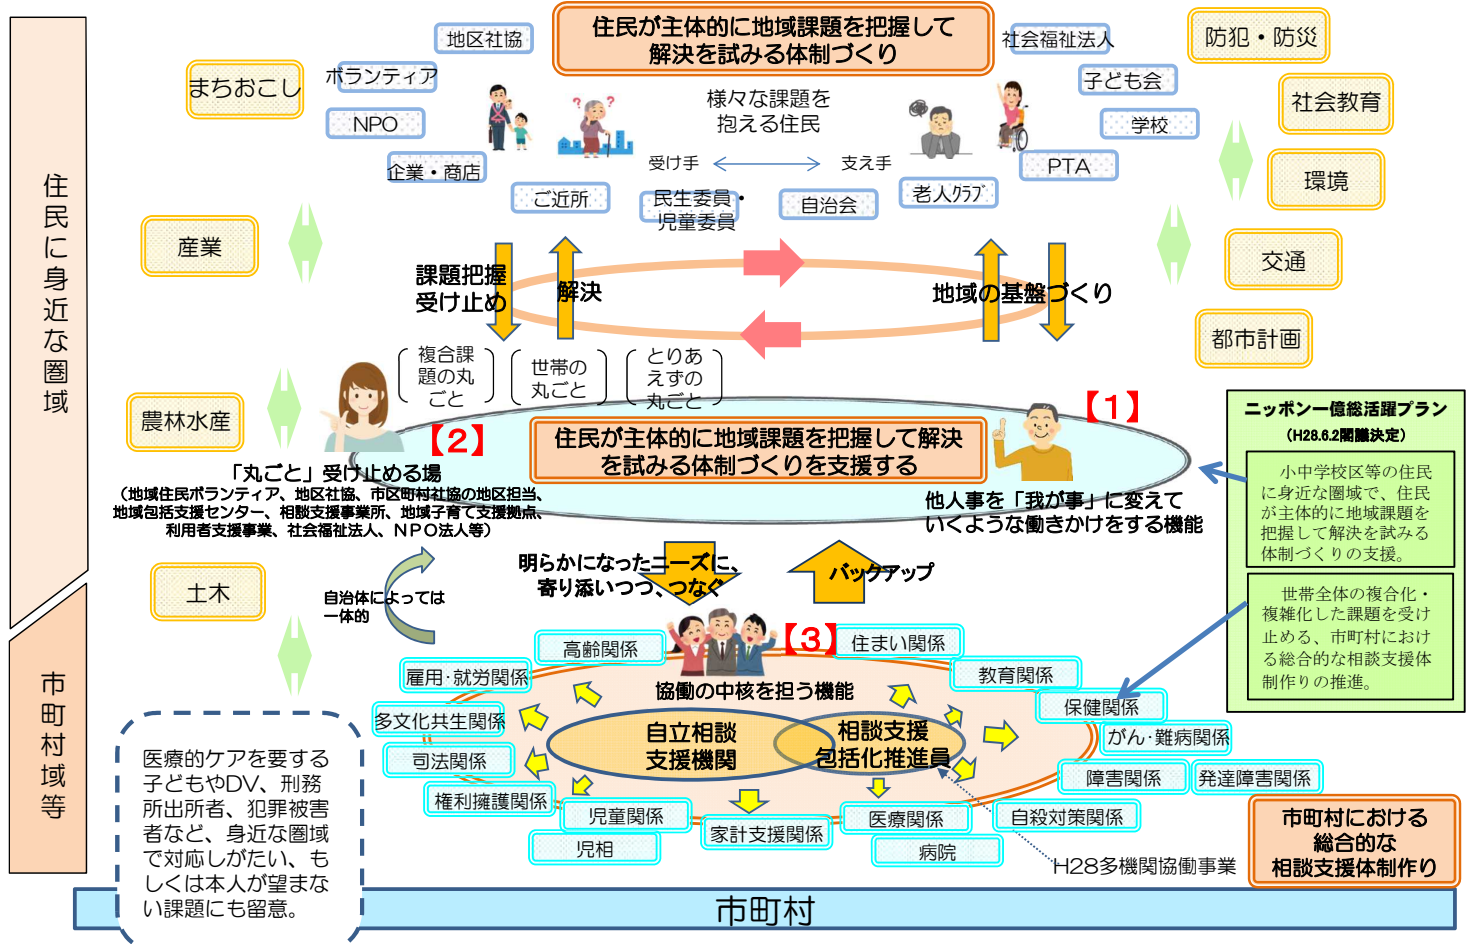 住民が主体的に地域課題を把握して
解決を試みる体制づくり
地区社協
社会福祉法人
防犯・防災
まちおこし
ボランティア
子ども会
社会教育
NPO
様々な課題を
抱える住民
学校
企業・商店
受け手
支え手
PTA
環境
ご近所
民生委員・
児童委員
自治会
老人クラブ
住民に身近な圏域
産業
交通
課題把握
受け止め
解決
地域の基盤づくり
都市計画
複合課
題の丸
ごと
世帯の
丸ごと
とりあ
えずの
丸ごと
農林水産
【1】
【2】
住民が主体的に地域課題を把握して解決
を試みる体制づくりを支援する
ニッポン一億総活躍プラン
(H28.6.2閣議決定)
小中学校区等の住民
に身近な圏域で、住民
が主体的に地域課題を
把握して解決を試みる
体制づくりの支援。
世帯全体の複合化・
複雑化した課題を受け
止める、市町村におけ
る総合的な相談支援体
制作りの推進。
「丸ごと」受け止める場
(地域住民ボランティア、地区社協、市区町村社協の地区担当、
地域包括支援センター、相談支援事業所、地域子育て支援拠点、
利用者支援事業、社会福祉法人、NPO法人等)
他人事を「我が事」に変えて
いくような働きかけをする機能
明らかになったニーズに、
寄り添いつつ、つなぐ
バックアップ
土木
自治体によっては
一体的
【3】
高齢関係
住まい関係
雇用・就労関係
教育関係
協働の中核を担う機能
多文化共生関係
保健関係
自立相談
支援機関
相談支援
包括化推進員
司法関係
がん・難病関係
障害関係
発達障害関係
権利擁護関係
児童関係
家計支援関係
医療関係
自殺対策関係
児相
病院
H28多機関協働事業
市町村における
総合的な
相談支援体制作り
市町村域等
医療的ケアを要する
子どもやDV、刑務
所出所者、犯罪被害
者など、身近な圏域
で対応しがたい、も
しくは本人が望まな
い課題にも留意。
市町村